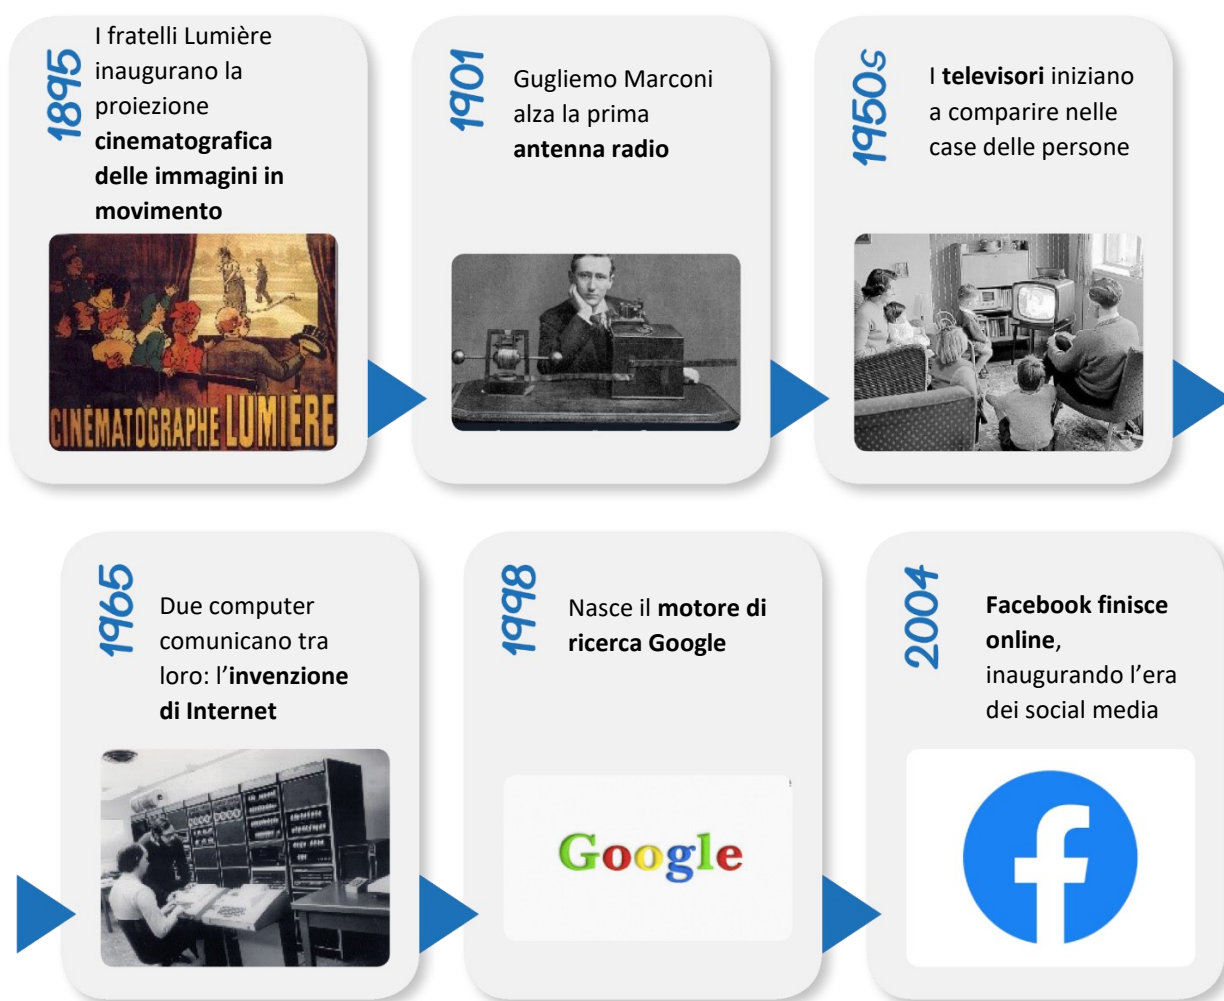 1895
I fratelli Lumière
inaugurano la
proiezione
cinematografica
delle immagini in
movimento
CINÉMATOGRAPHE LUMIÈRE
1901
Gugliemo Marconi
alza la prima
antenna radio
1950s
I televisori iniziano
a comparire nelle
case delle persone
1965
Due computer
comunicano tra
loro: l’invenzione
di Internet
1998
Nasce il motore di
ricerca Google
Google
2004
Facebook finisce
online,
inaugurando l’era
dei social media
f